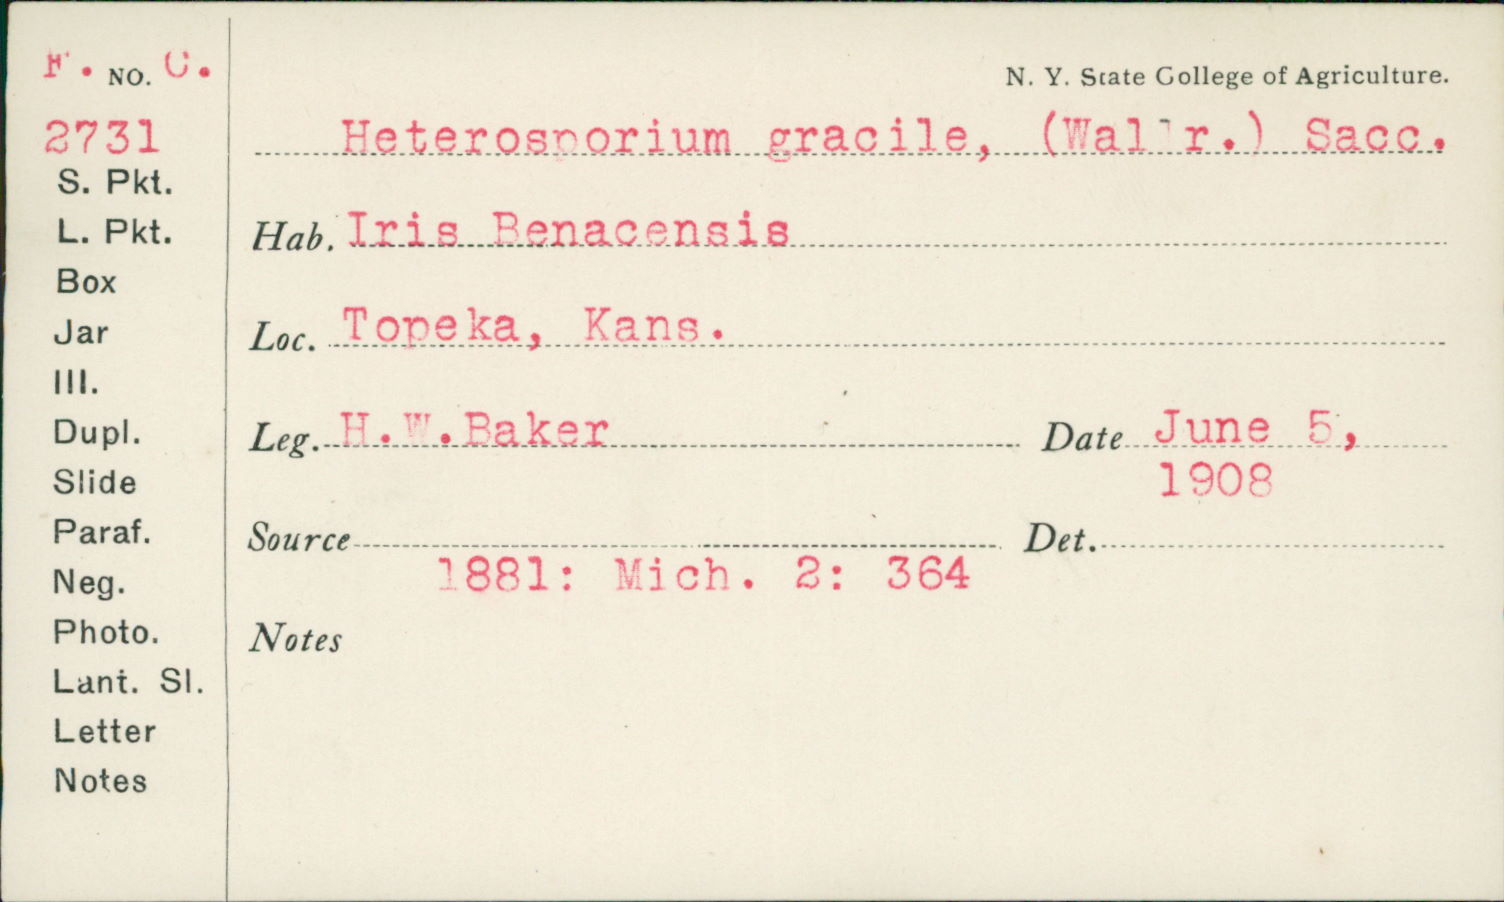 F. NO. C.
N. Y. State College of Agriculture.
2731
Heterosporium gracile, (Wallr.) Sacc.
S. Pkt.
L. Pkt.
Hab. Iris Benacensis
Box
Jar
Loc. Topeka, Kans.
Ill.
Dupl.
Leg. H.W.Baker Date June 5,
1908
Slide
Paraf.
Source Det.
1881: Mich. 2: 364
Neg.
Photo.
Notes
Lant. Sl.
Letter
Notes